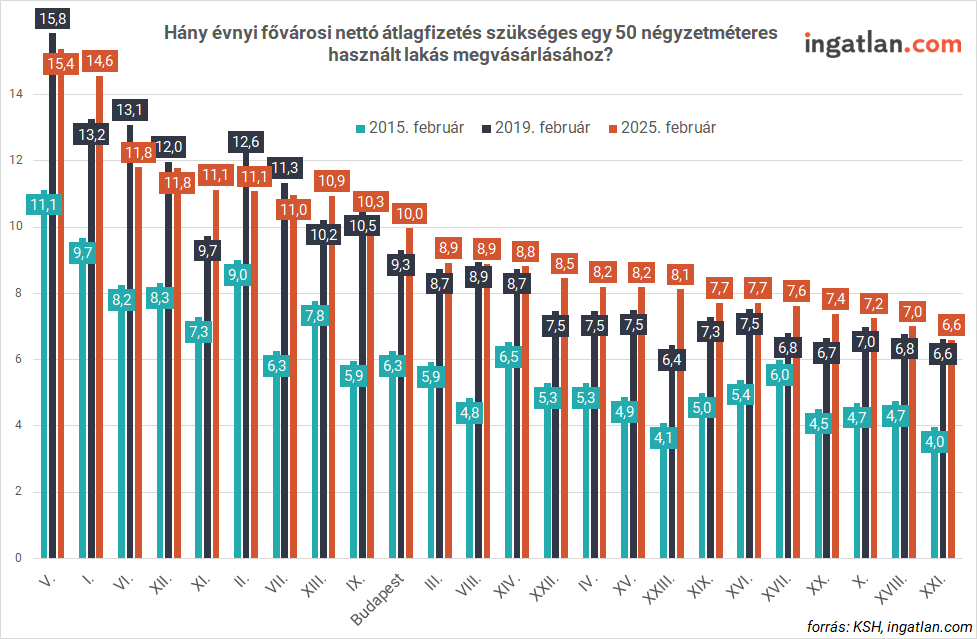 Hány évnyi fővárosi nettó átlagfizetés szükséges egy 50 négyzetméteres
használt lakás megvásárlásához?
ingatlan.com
2015. február 2019. február 2025. február
14
12
10
8
6
4
2
0
11,1 15,8 15,4
9,7 13,2 14,6
8,2 13,1 11,8
8,3 12,0 11,8
7,3 9,7 11,1
9,0 12,6 11,1
6,3 11,3 11,0
7,8 10,2 10,9
5,9 10,5 10,3
6,3 9,3 10,0
5,9 8,7 8,9
4,8 8,9 8,9
6,5 8,7 8,8
5,3 7,5 8,5
5,3 7,5 8,2
4,9 7,5 8,2
4,1 6,4 8,1
5,0 7,3 7,7
5,4 7,5 7,7
6,0 6,8 7,6
4,5 6,7 7,4
4,7 7,0 7,2
4,7 6,8 7,0
4,0 6,6 6,6
V. I. VI. XII. XI. II. VII. XIII. IX. Budapest III. VIII. XIV. XXII. IV. XV. XXIII. XIX. XVI. XVII. XX. X. XVIII. XXI.
forrás: KSH, ingatlan.com